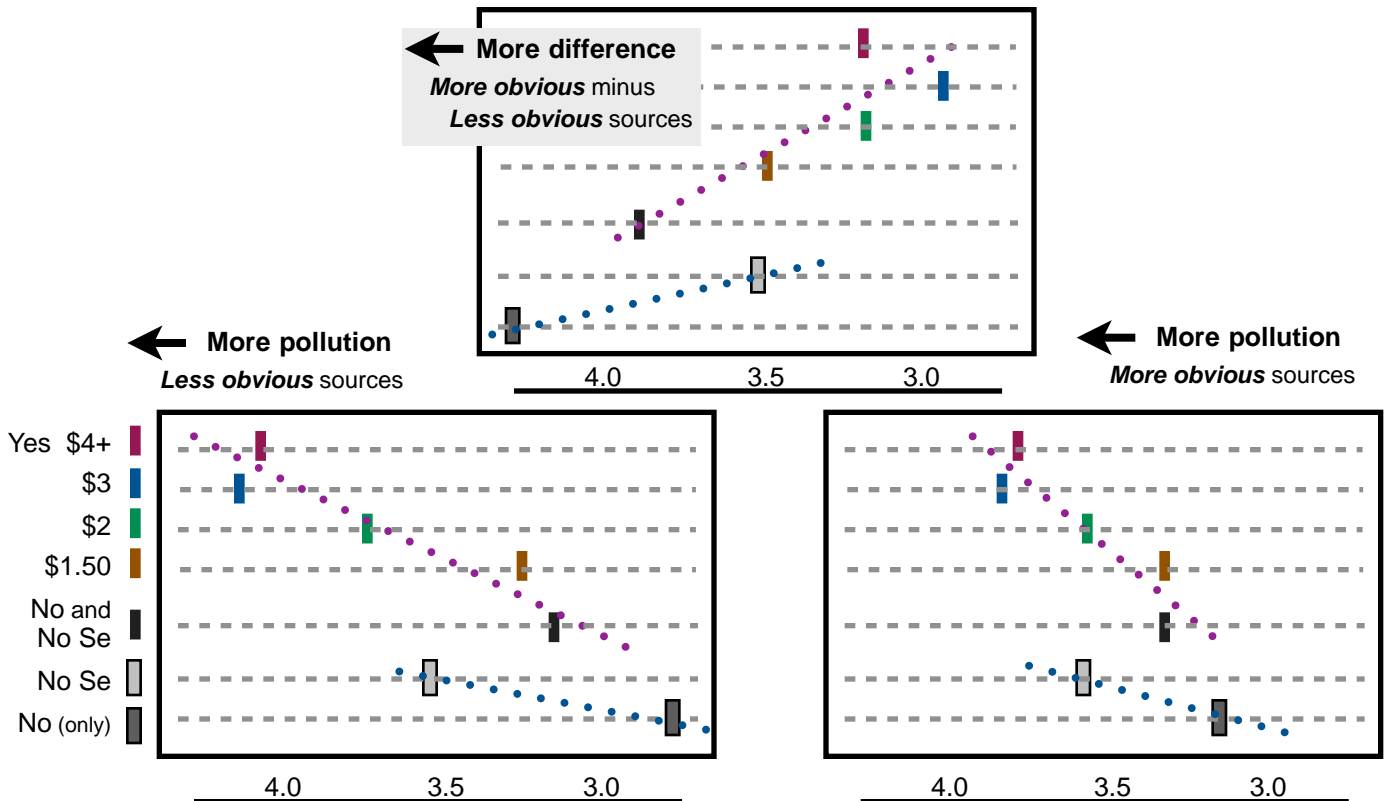 More difference
More obvious minus
Less obvious sources
4.0 3.5 3.0
More pollution
Less obvious sources
More pollution
More obvious sources
Yes $4+
$3
$2
$1.50
No and
No Se
No Se
No (only)
4.0 3.5 3.0
4.0 3.5 3.0